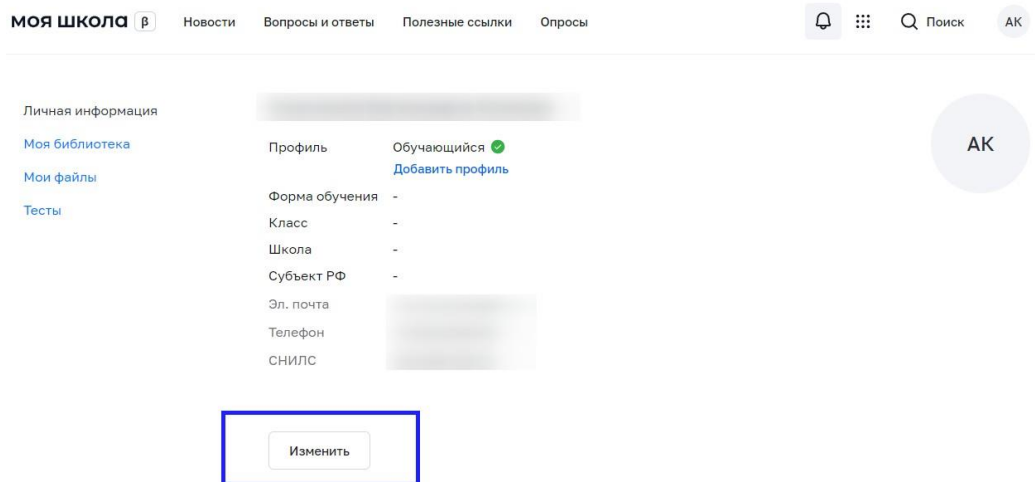 моя школа β Новости Вопросы и ответы Полезные ссылки Опросы Поиск АК
Личная информация
Моя библиотека
Мои файлы
Тесты
Профиль Обучающийся
Добавить профиль
Форма обучения -
Класс -
Школа -
Субъект РФ -
Эл. почта
Телефон
СНИЛС
Изменить
АК